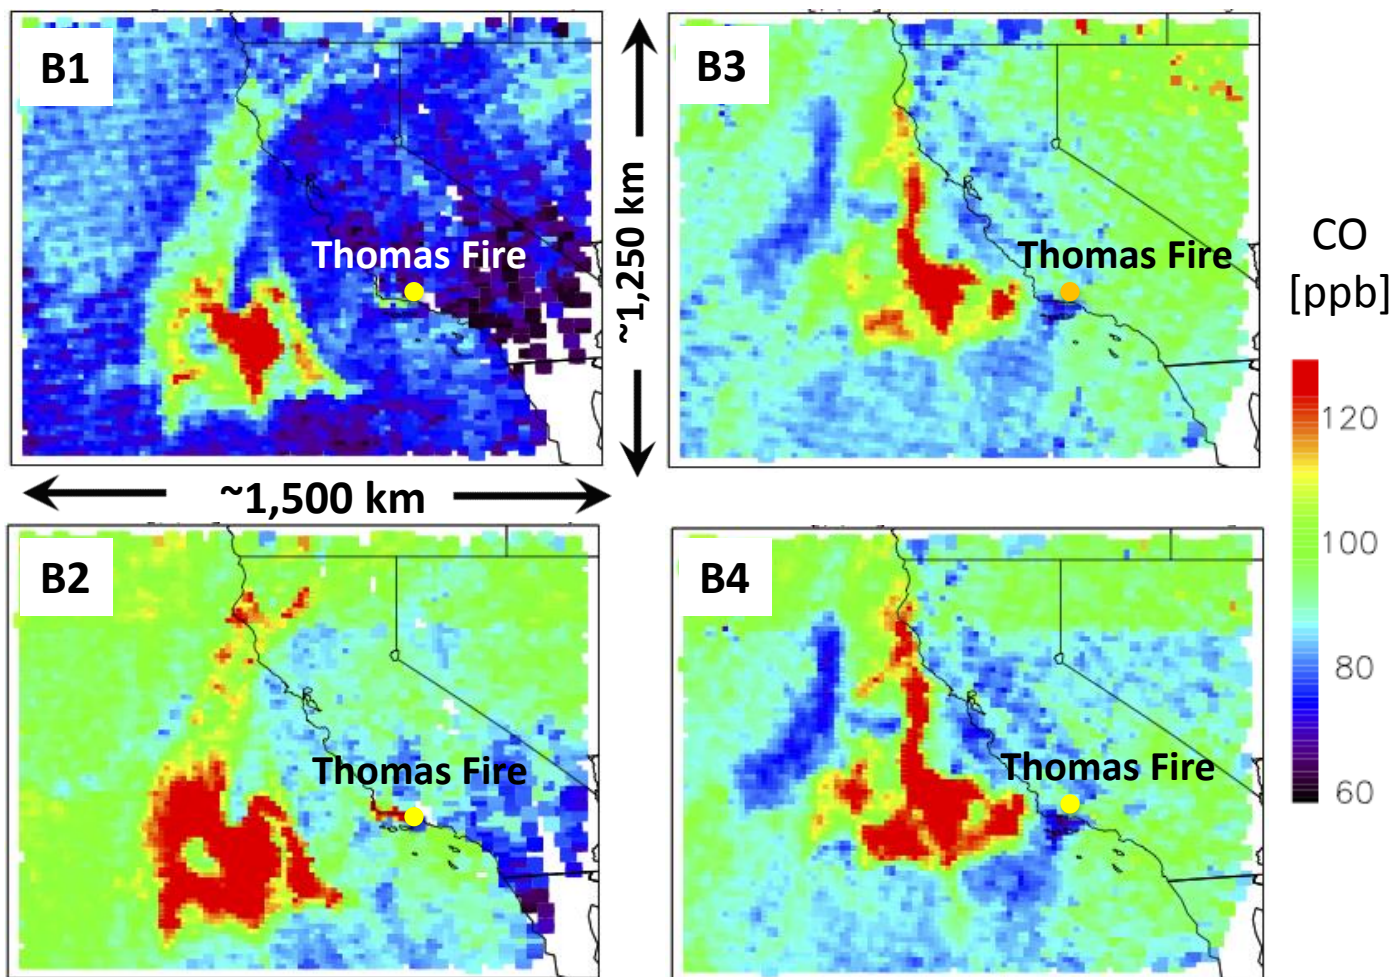 B1
Thomas Fire
~1,250 km
B3
Thomas Fire
CO
[ppb]
120
100
80
60
~1,500 km
B2
Thomas Fire
B4
Thomas Fire